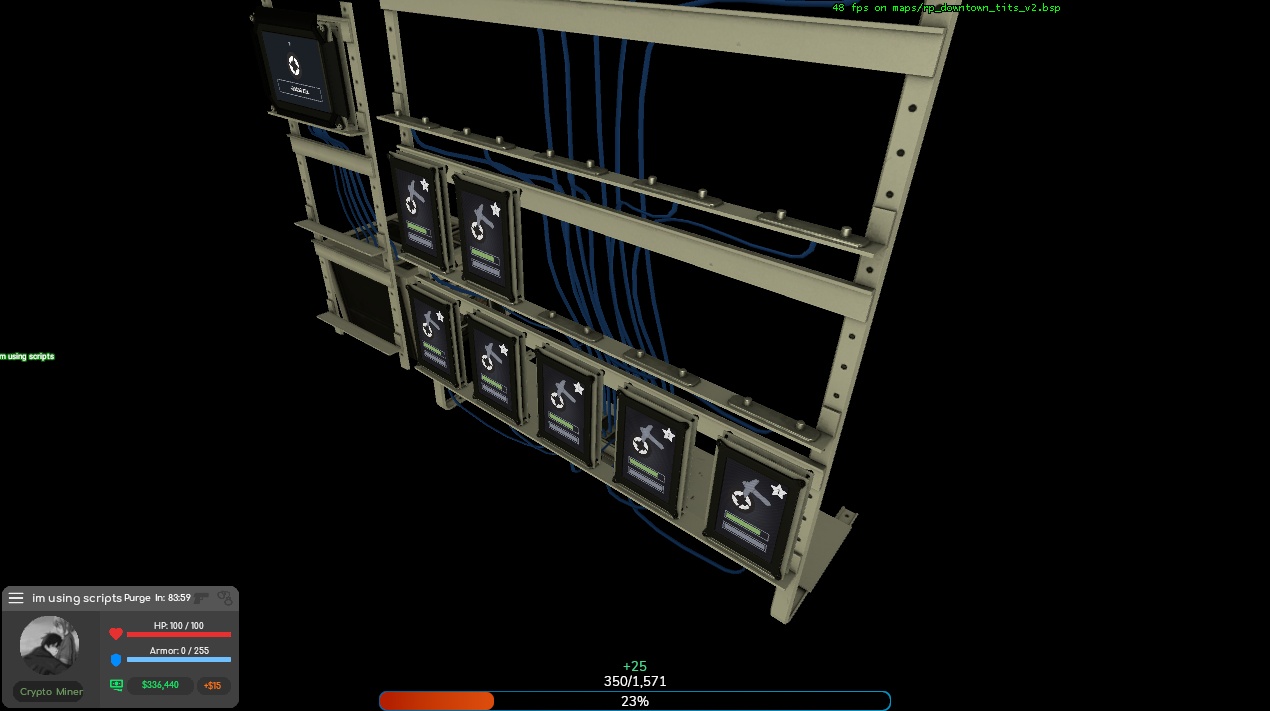 48 fps on maps/rp_downtown_tits_v2.bsp
m using scripts
im using scripts Purge In: 83:59
HP: 100 / 100
Armor: 0 / 255
$336,440 +$15
Crypto Miner
+25
350/1,571
23%